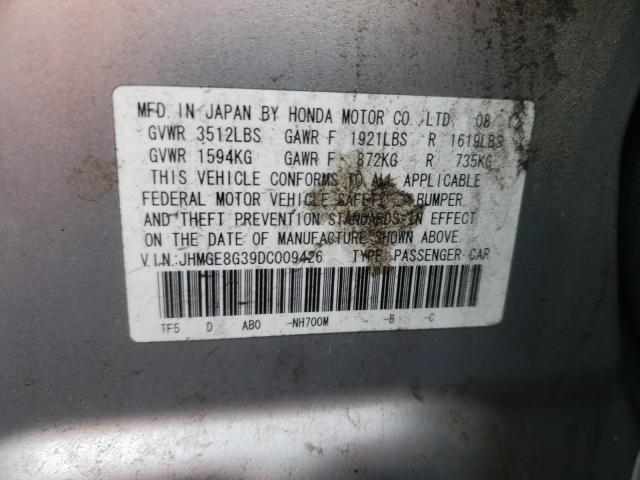 MFD. IN JAPAN BY HONDA MOTOR CO. LTD. 08
GVWR 3512LBS GAWR F 1921LBS R 1619LBS
GVWR 1594KG GAWR F 872KG R 735KG
THIS VEHICLE CONFORMS TO ALL APPLICABLE
FEDERAL MOTOR VEHICLE SAFETY, BUMPER,
AND THEFT PREVENTION STANDARDS IN EFFECT
ON THE DATE OF MANUFACTURE SHOWN ABOVE.
V.I.N.:JHMGE8G39DC009426 TYPE PASSENGER CAR
TF5 D AB0 -NH700M -B -C